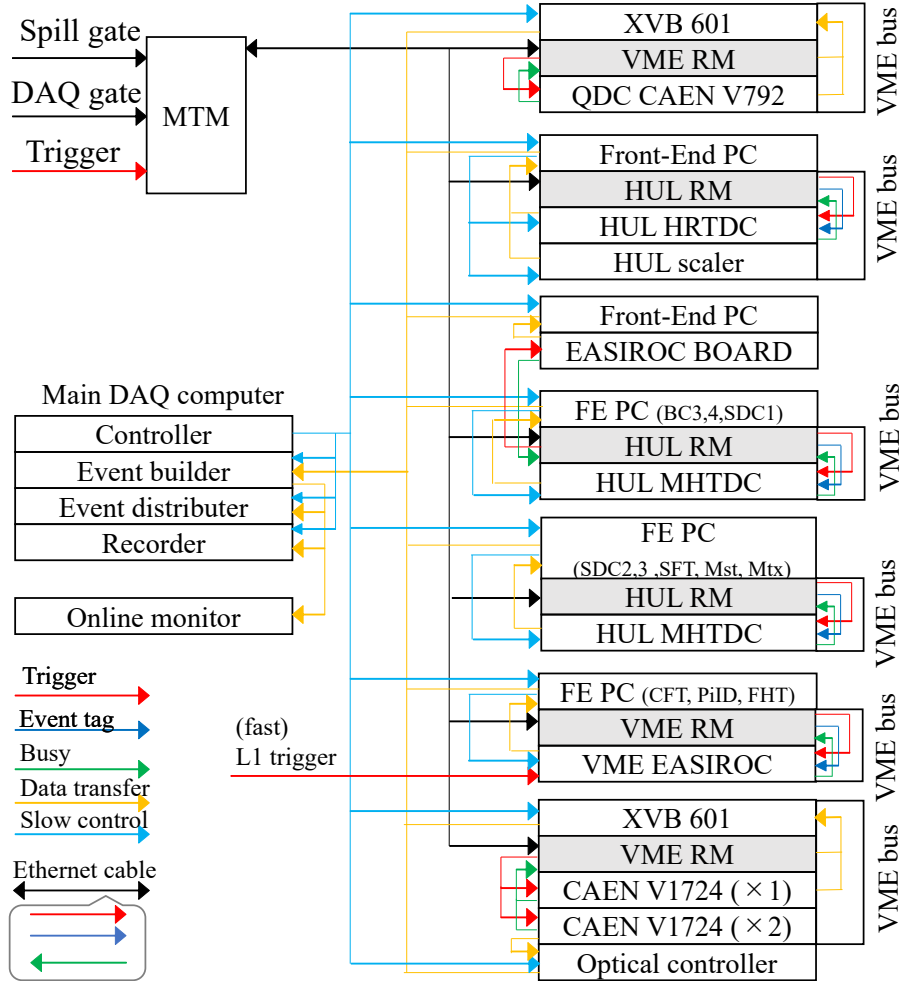 Spill gate
DAQ gate
Trigger
MTM
XVB 601
VME RM
QDC CAEN V792
VME bus
Front-End PC
HUL RM
HUL HRTDC
HUL scaler
VME bus
Front-End PC
EASIROC BOARD
FE PC (BC3,4,SDC1)
HUL RM
HUL MHTDC
VME bus
FE PC
(SDC2,3 ,SFT, Mst, Mtx)
HUL RM
HUL MHTDC
VME bus
FE PC (CFT, PiID, FHT)
VME RM
VME EASIROC
VME bus
XVB 601
VME RM
CAEN V1724 (×1)
CAEN V1724 (×2)
Optical controller
VME bus
Main DAQ computer
Controller
Event builder
Event distributer
Recorder
Online monitor
Trigger
Event tag
Busy
Data transfer
Slow control
Ethernet cable
(fast)
L1 trigger